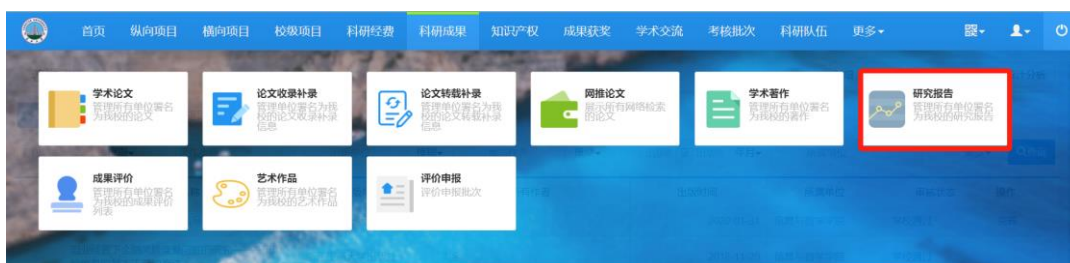 首页 纵向项目 横向项目 校级项目 科研经费 科研成果 知识产权 成果获奖 学术交流 考核批次 科研队伍 更多
学术论文
管理所有单位署名
为我校的论文
论文收录补录
管理单位署名为我
校的论文收录补录
信息
论文转载补录
管理单位署名为我
校的论文转载补录
信息
网推论文
展示所有网络检索
的论文
学术著作
管理所有单位署名
为我校的著作
研究报告
管理所有单位署名
为我校的研究报告
成果评价
管理所有单位署名
为我校的成果评价
列表
艺术作品
管理所有单位署名
为我校的艺术作品
评价申报
评价申报批次